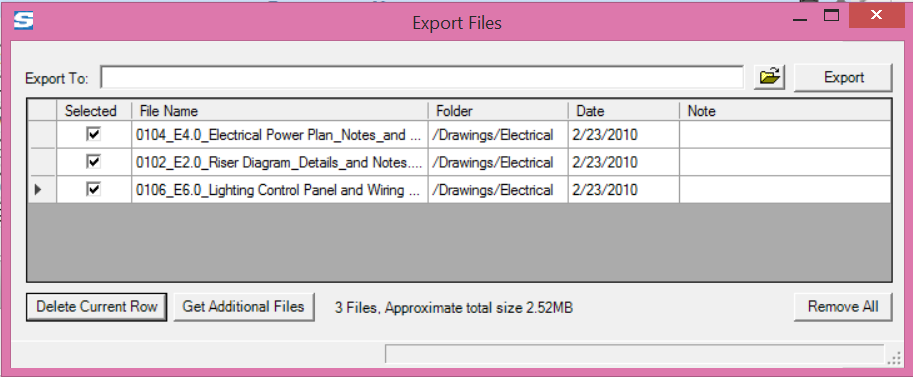 Export Files
Export To: Export
Selected File Name Folder Date Note
0104_E4.0_Electrical Power Plan_Notes_and ... /Drawings/Electrical 2/23/2010
0102_E2.0_Riser Diagram_Details_and Notes.... /Drawings/Electrical 2/23/2010
0106_E6.0_Lighting Control Panel and Wiring ... /Drawings/Electrical 2/23/2010
Delete Current Row Get Additional Files 3 Files, Approximate total size 2.52MB Remove All